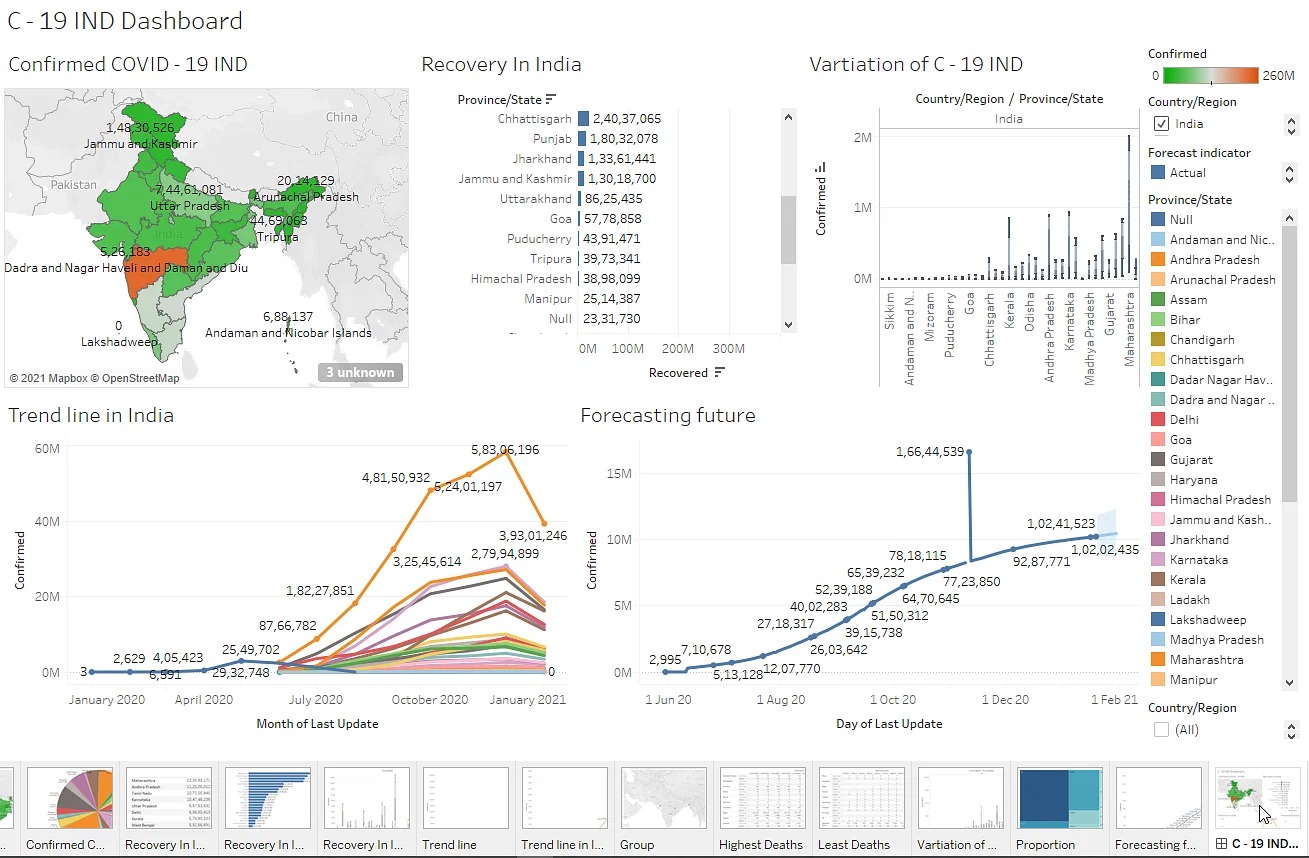 C - 19 IND Dashboard
Confirmed COVID - 19 IND
China
1,48,30,526
Jammu and Kashmir
Pakistan
7,44,61,081
Uttar Pradesh
20,14,129
Arunachal Pradesh
44,69,063
Tripura
India
5,26,183
Dadra and Nagar Haveli and Daman and Diu
6,88,137
Andaman and Nicobar Islands
0
Lakshadweep
3 unknown
© 2021 Mapbox © OpenStreetMap
Recovery In India
Province/State
Chhattisgarh 2,40,37,065
Punjab 1,80,32,078
Jharkhand 1,33,61,441
Jammu and Kashmir 1,30,18,700
Uttarakhand 86,25,435
Goa 57,78,858
Puducherry 43,91,471
Tripura 39,73,341
Himachal Pradesh 38,98,099
Manipur 25,14,387
Null 23,31,730
0M 100M 200M 300M
Recovered
Vartiation of C - 19 IND
Country/Region / Province/State
India
Confirmed
2M
1M
0M
Sikkim
Andaman and N..
Mizoram
Puducherry
Goa
Chhattisgarh
Kerala
Odisha
Andhra Pradesh
Karnataka
Madhya Pradesh
Gujarat
Maharashtra
Confirmed
0 260M
Country/Region
India
Forecast indicator
Actual
Province/State
Null
Andaman and Nic..
Andhra Pradesh
Arunachal Pradesh
Assam
Bihar
Chandigarh
Chhattisgarh
Dadar Nagar Hav..
Dadra and Nagar ..
Delhi
Goa
Gujarat
Haryana
Himachal Pradesh
Jammu and Kash..
Jharkhand
Karnataka
Kerala
Ladakh
Lakshadweep
Madhya Pradesh
Maharashtra
Manipur
Country/Region
(All)
Trend line in India
Confirmed
60M
40M
20M
0M
5,83,06,196
4,81,50,932
5,24,01,197
3,93,01,246
2,79,94,899
3,25,45,614
1,82,27,851
87,66,782
25,49,702
29,32,748
4,05,423
6,591
2,629
3
0
January 2020 April 2020 July 2020 October 2020 January 2021
Month of Last Update
Forecasting future
Confirmed
15M
10M
5M
0M
1,66,44,539
1,02,41,523
1,02,02,435
92,87,771
78,18,115
77,23,850
65,39,232
64,70,645
52,39,188
51,50,312
40,02,283
39,15,738
27,18,317
26,03,642
12,07,770
7,10,678
5,13,128
2,995
1 Jun 20 1 Aug 20 1 Oct 20 1 Dec 20 1 Feb 21
Day of Last Update
Confirmed C...
Recovery In I...
Recovery In I...
Recovery In I...
Trend line
Trend line in I...
Group
Highest Deaths
Least Deaths
Vartiation of ...
Proportion
Forecasting f...
C - 19 IND...